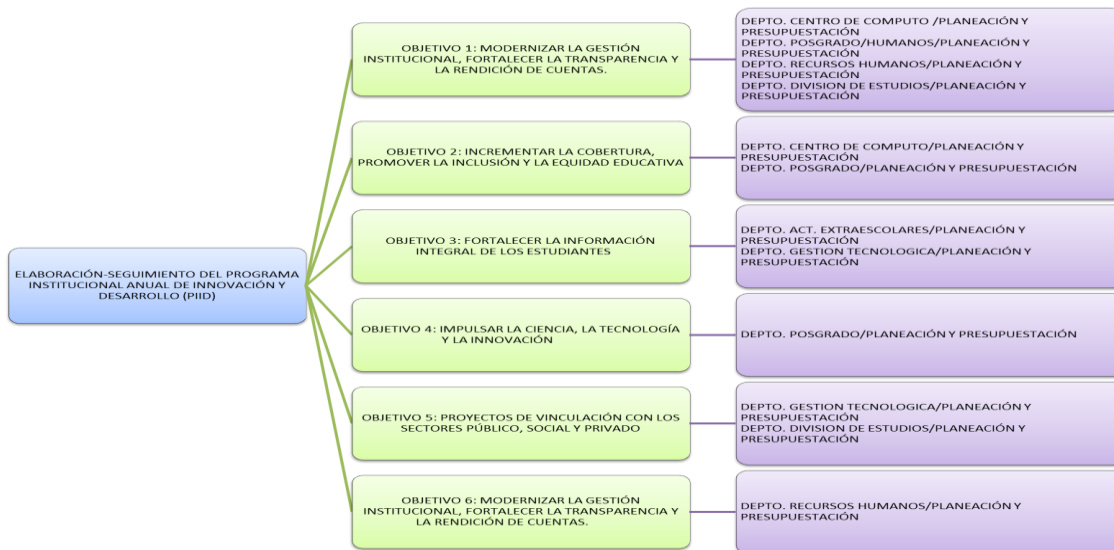 ELABORACIÓN-SEGUIMIENTO DEL PROGRAMA
INSTITUCIONAL ANUAL DE INNOVACIÓN Y
DESARROLLO (PIID)
OBJETIVO 1: MODERNIZAR LA GESTIÓN
INSTITUCIONAL, FORTALECER LA TRANSPARENCIA Y
LA RENDICIÓN DE CUENTAS.
DEPTO. CENTRO DE COMPUTO /PLANEACIÓN Y
PRESUPUESTACIÓN
DEPTO. POSGRADO/HUMANOS/PLANEACIÓN Y
PRESUPUESTACIÓN
DEPTO. RECURSOS HUMANOS/PLANEACIÓN Y
PRESUPUESTACIÓN
DEPTO. DIVISION DE ESTUDIOS/PLANEACIÓN Y
PRESUPUESTACIÓN
OBJETIVO 2: INCREMENTAR LA COBERTURA,
PROMOVER LA INCLUSIÓN Y LA EQUIDAD EDUCATIVA
DEPTO. CENTRO DE COMPUTO/PLANEACIÓN Y
PRESUPUESTACIÓN
DEPTO. POSGRADO/PLANEACIÓN Y PRESUPUESTACIÓN
OBJETIVO 3: FORTALECER LA INFORMACIÓN
INTEGRAL DE LOS ESTUDIANTES
DEPTO. ACT. EXTRAESCOLARES/PLANEACIÓN Y
PRESUPUESTACIÓN
DEPTO. GESTION TECNOLOGICA/PLANEACIÓN Y
PRESUPUESTACIÓN
OBJETIVO 4: IMPULSAR LA CIENCIA, LA TECNOLOGÍA
Y LA INNOVACIÓN
DEPTO. POSGRADO/PLANEACIÓN Y PRESUPUESTACIÓN
OBJETIVO 5: PROYECTOS DE VINCULACIÓN CON LOS
SECTORES PÚBLICO, SOCIAL Y PRIVADO
DEPTO. GESTION TECNOLOGICA/PLANEACIÓN Y
PRESUPUESTACIÓN
DEPTO. DIVISION DE ESTUDIOS/PLANEACIÓN Y
PRESUPUESTACIÓN
OBJETIVO 6: MODERNIZAR LA GESTIÓN
INSTITUCIONAL, FORTALECER LA TRANSPARENCIA Y
LA RENDICIÓN DE CUENTAS.
DEPTO. RECURSOS HUMANOS/PLANEACIÓN Y
PRESUPUESTACIÓN